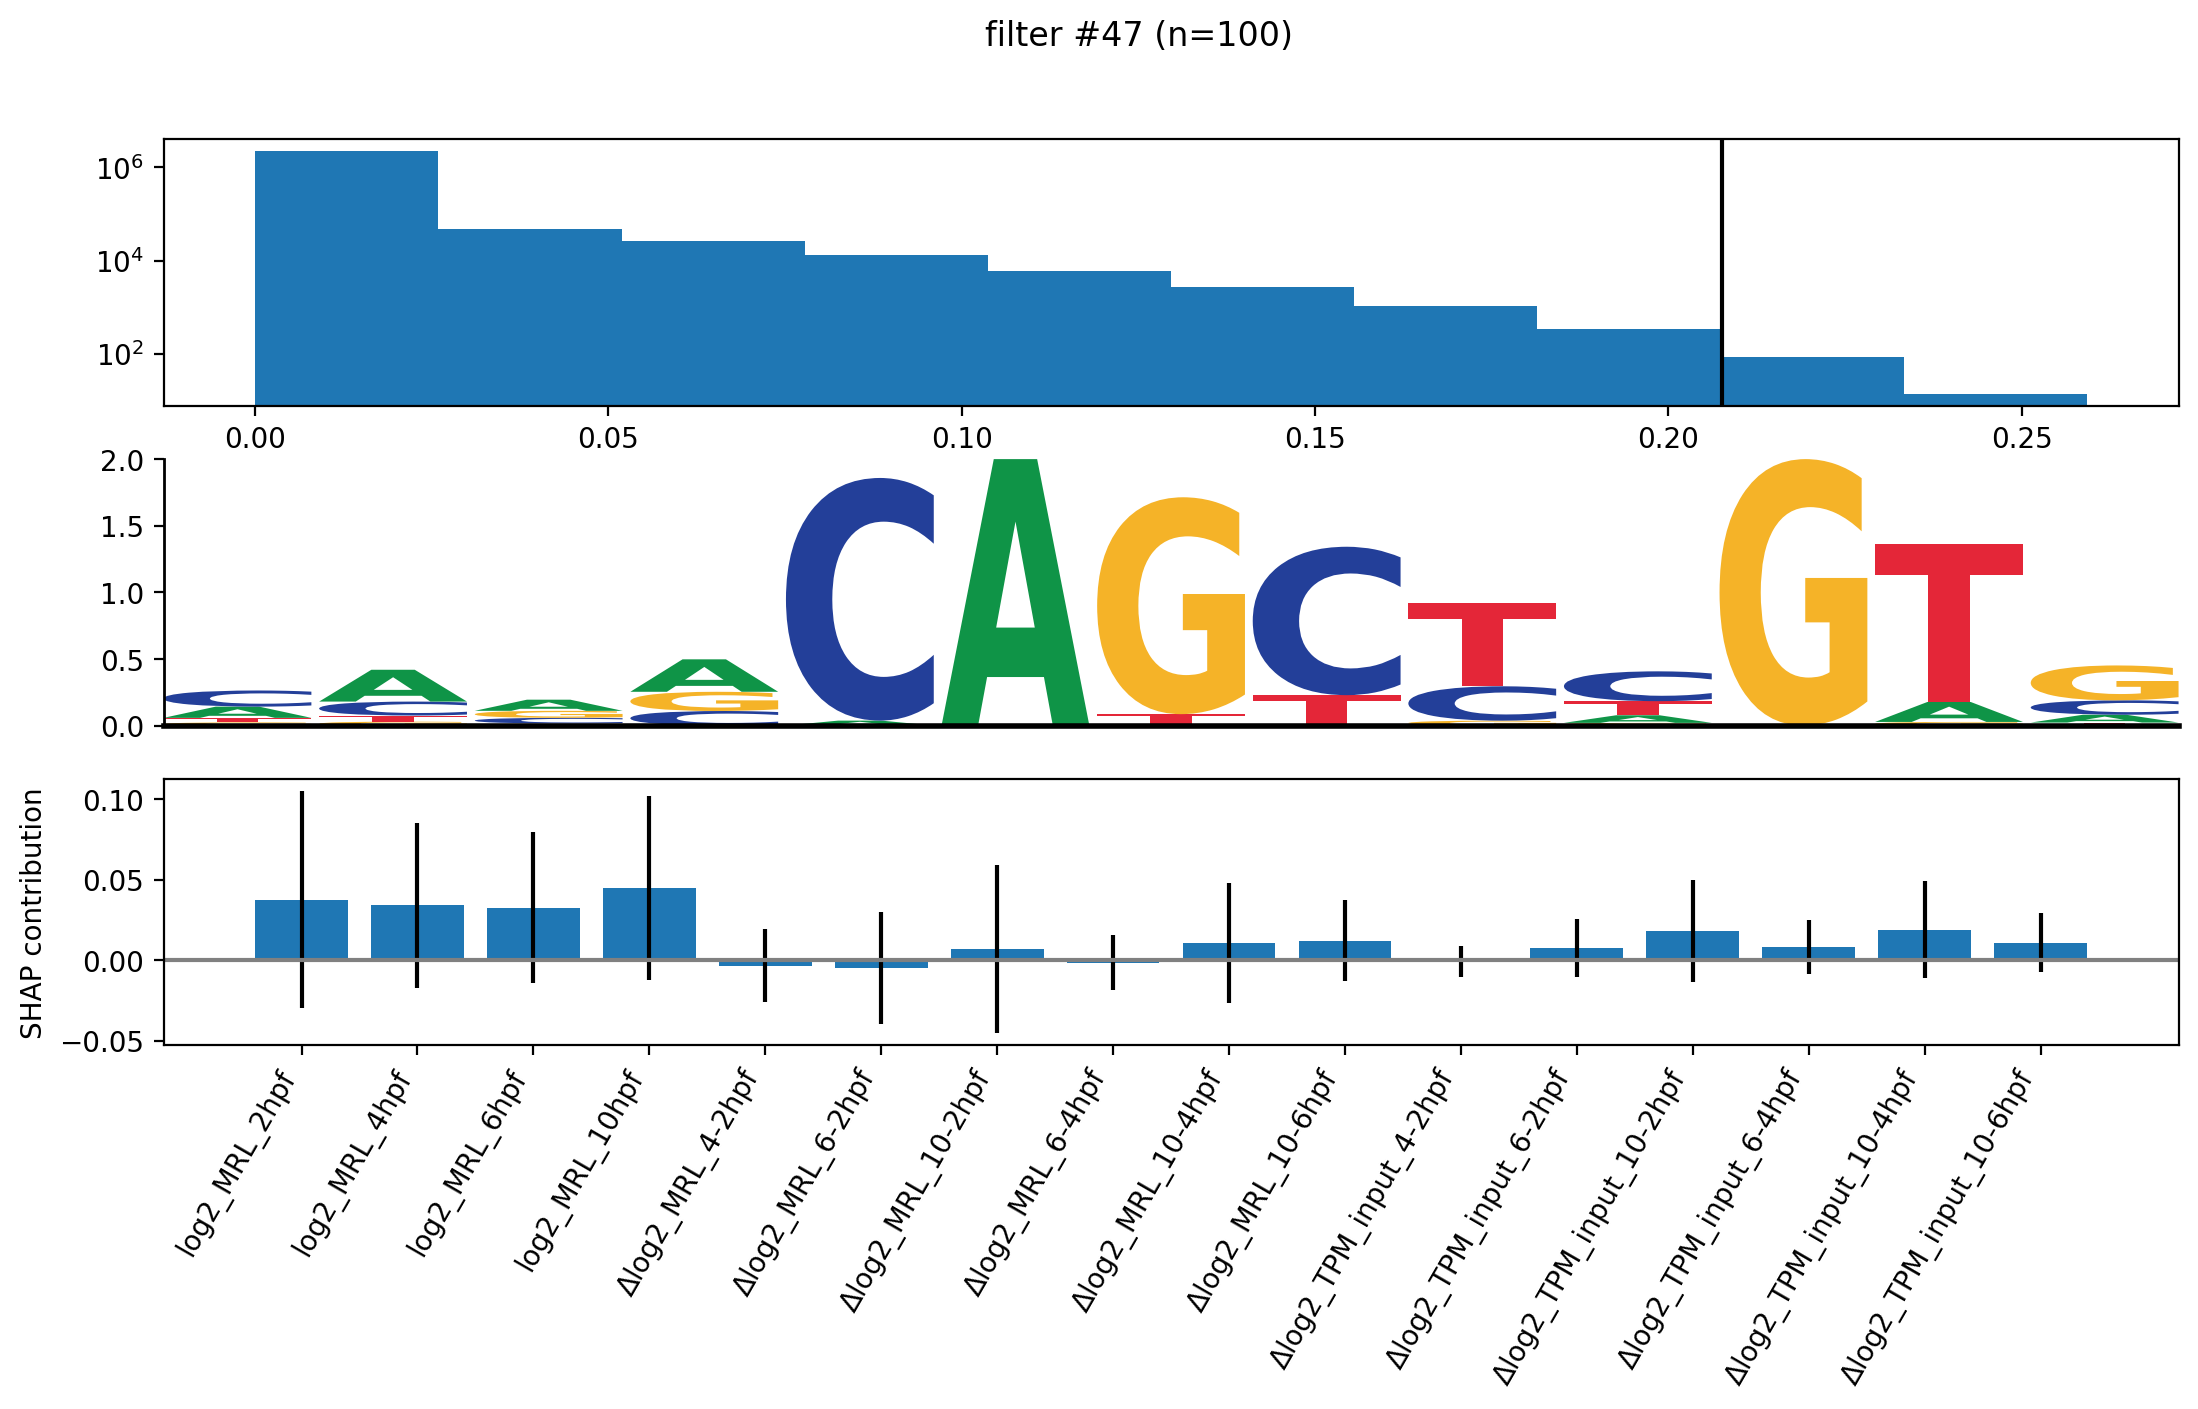 filter #47 (n=100)
10⁶
10⁴
10²
0.00 0.05 0.10 0.15 0.20 0.25
2.0
1.5
1.0
0.5
0.0
CAGCT GT
SHAP contribution
0.10
0.05
0.00
−0.05
log2_MRL_2hpf
log2_MRL_4hpf
log2_MRL_6hpf
log2_MRL_10hpf
Δlog2_MRL_4-2hpf
Δlog2_MRL_6-2hpf
Δlog2_MRL_10-2hpf
Δlog2_MRL_6-4hpf
Δlog2_MRL_10-4hpf
Δlog2_MRL_10-6hpf
Δlog2_TPM_input_4-2hpf
Δlog2_TPM_input_6-2hpf
Δlog2_TPM_input_10-2hpf
Δlog2_TPM_input_6-4hpf
Δlog2_TPM_input_10-4hpf
Δlog2_TPM_input_10-6hpf